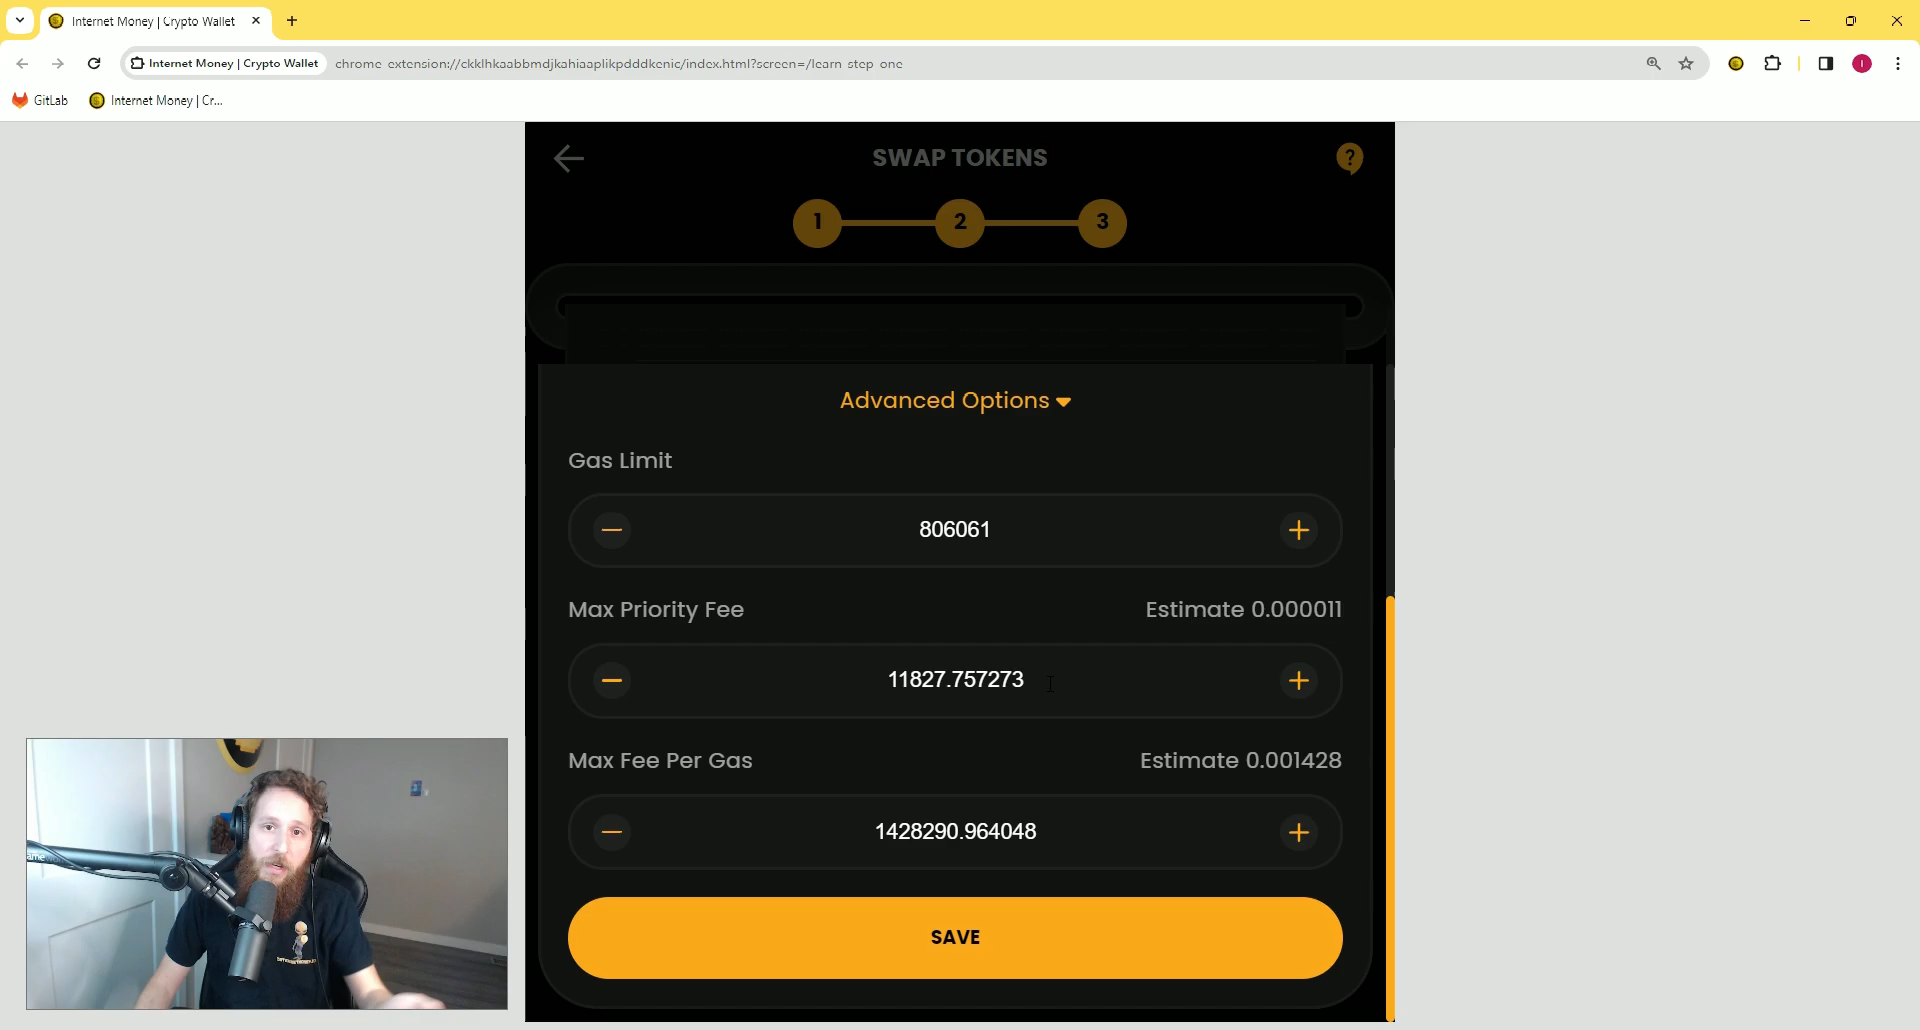 Internet Money | Crypto Wallet
Internet Money | Crypto Wallet
chrome-extension://ckklhkaabbmdjkahiaaplikpdddkenic/index.html?screen=/learn-step-one
GitLab
Internet Money | Cr...
I
SWAP TOKENS
?
1
2
3
Advanced Options
Gas Limit
806061
Max Priority Fee
Estimate 0.000011
11827.757273
Max Fee Per Gas
Estimate 0.001428
1428290.964048
SAVE